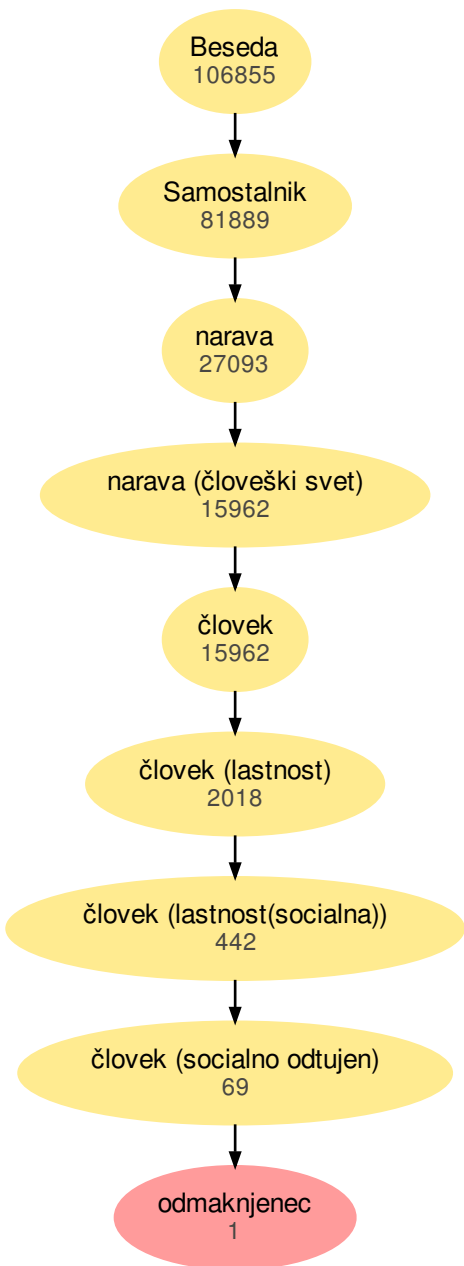 Beseda
106855
Samostalnik
81889
narava
27093
narava (človeški svet)
15962
človek
15962
človek (lastnost)
2018
človek (lastnost(socialna))
442
človek (socialno odtujen)
69
odmaknjenec
1